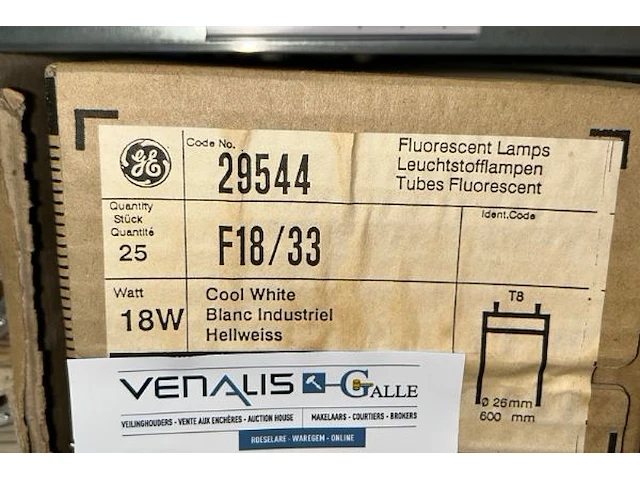 GE
Code No.
29544
Fluorescent Lamps
Leuchtstofflampen
Tubes Fluorescent
Quantity
Stück
Quantité
25
F18/33
Ident.Code
Watt
18W
Cool White
Blanc Industriel
Hellweiss
T8
Ø 26mm
600 mm
VENALIS GALLE
VEILINGHOUDERS - VENTE AUX ENCHÈRES - AUCTION HOUSE
MAKELAARS - COURTIERS - BROKERS
ROESELARE - WAREGEM - ONLINE